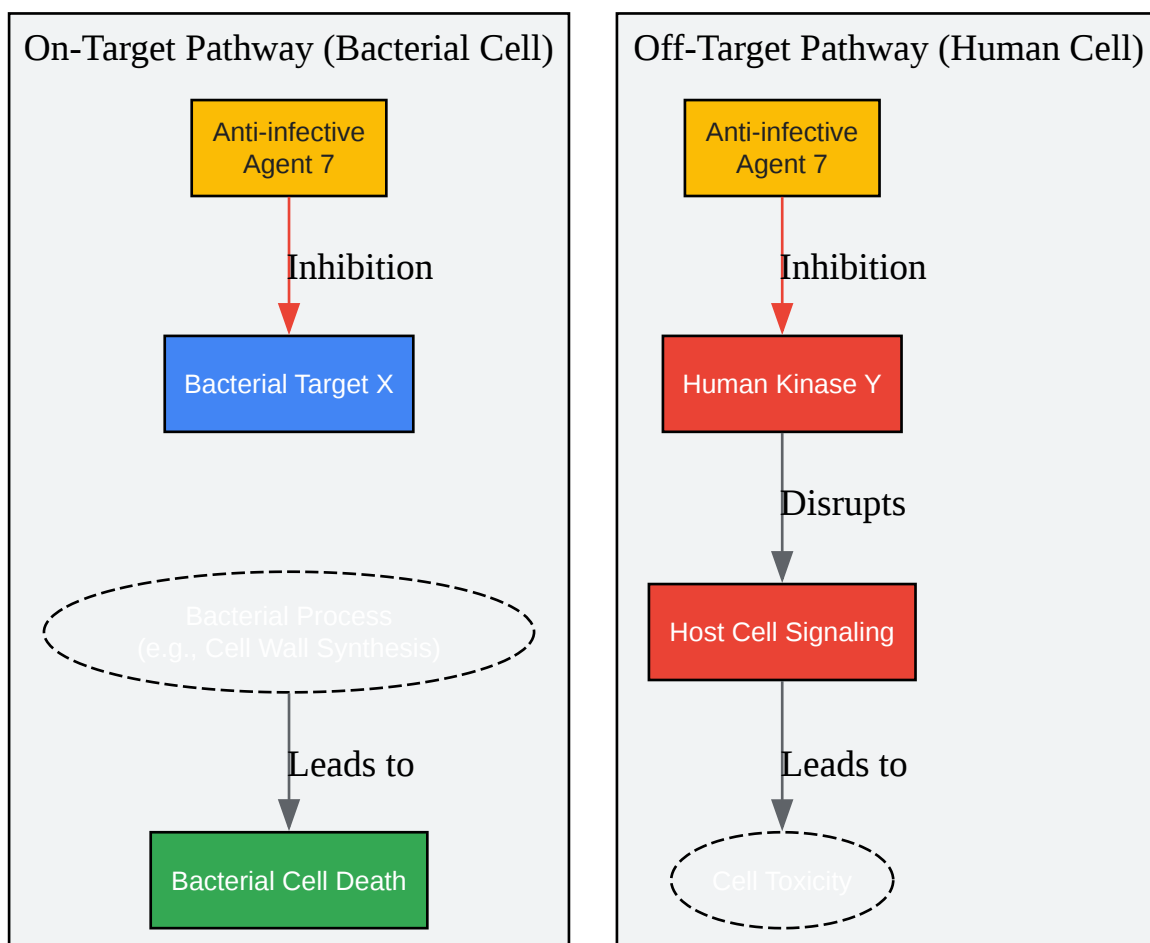 On-Target Pathway (Bacterial Cell)
Anti-infective
Agent 7
Inhibition
Bacterial Target X
Bacterial Process
(e.g., Cell Wall Synthesis)
Leads to
Bacterial Cell Death
Off-Target Pathway (Human Cell)
Anti-infective
Agent 7
Inhibition
Human Kinase Y
Disrupts
Host Cell Signaling
Leads to
Cell Toxicity